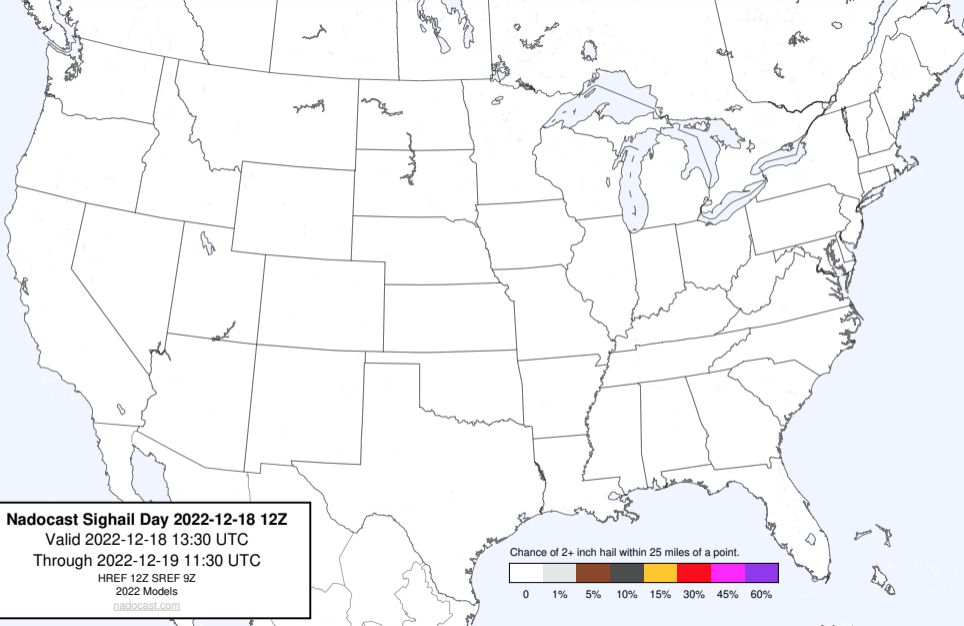 Nadocast Sighail Day 2022-12-18 12Z
Valid 2022-12-18 13:30 UTC
Through 2022-12-19 11:30 UTC
HREF 12Z SREF 9Z
2022 Models
nadocast.com
Chance of 2+ inch hail within 25 miles of a point.
0 1% 5% 10% 15% 30% 45% 60%